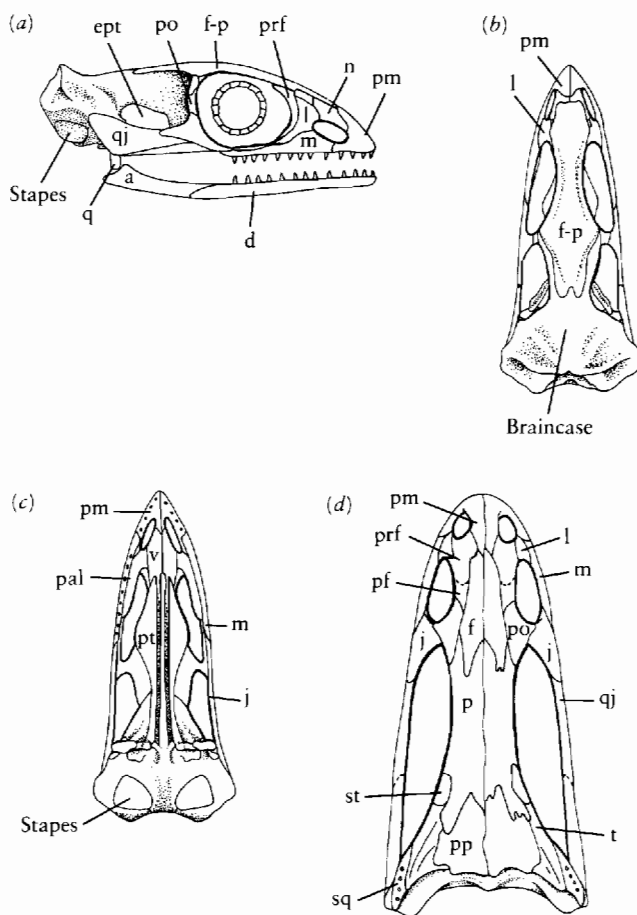 (a)
ept
po
f-p
prf
n
pm
l
m
qj
Stapes
q
a
d
(b)
pm
l
f-p
Braincase
(c)
pm
v
pal
pt
m
j
Stapes
(d)
pm
prf
l
pf
m
f
po
j
j
p
qj
st
t
pp
sq